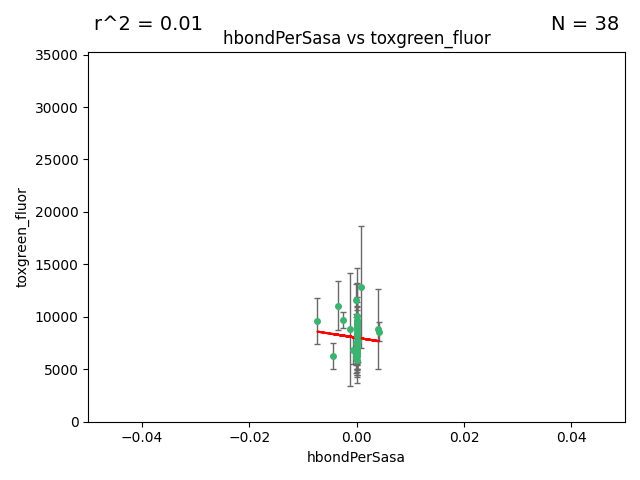 r^2 = 0.01
N = 38
hbondPerSasa vs toxgreen_fluor
35000
30000
25000
20000
15000
10000
5000
0
toxgreen_fluor
−0.04
−0.02
0.00
0.02
0.04
hbondPerSasa